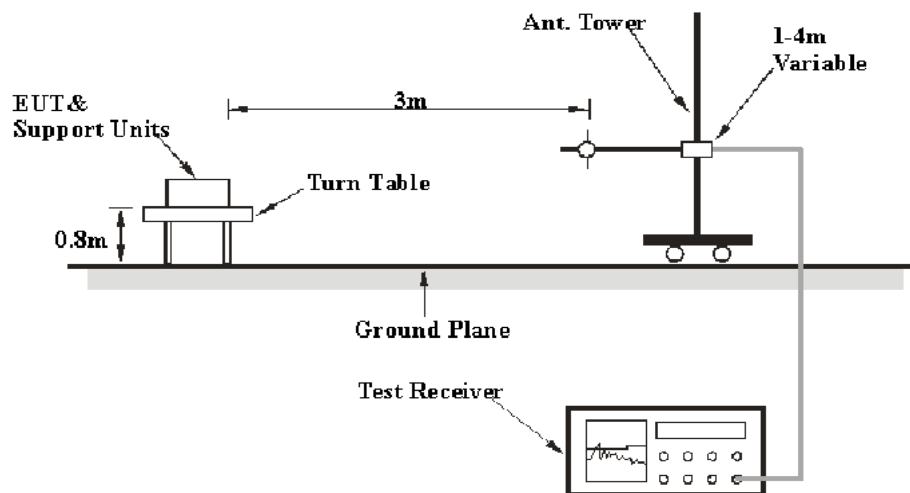 Ant. Tower
1-4m
Variable
EUT&
Support Units
3m
Turn Table
0.8m
Ground Plane
Test Receiver